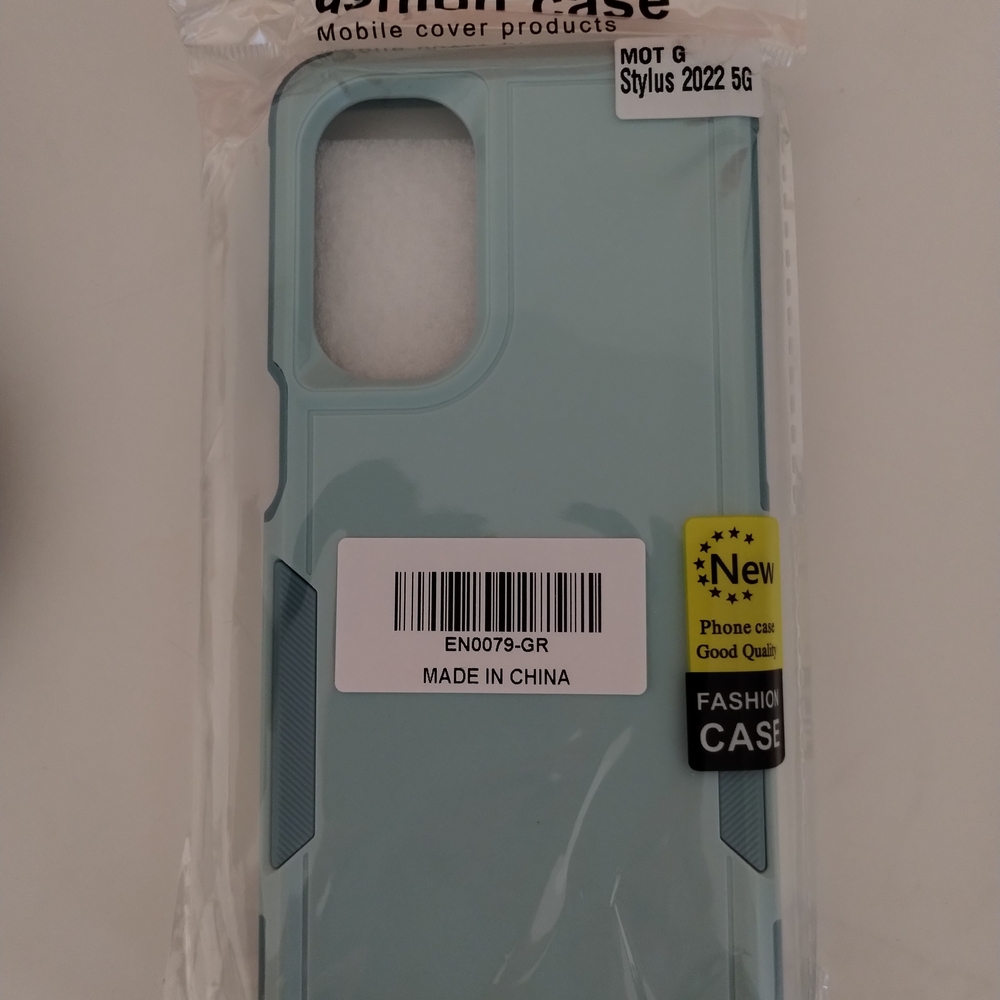 case
Mobile cover products
MOT G
Stylus 2022 5G
New
Phone case
Good Quality
FASHION
CASE
EN0079-GR
MADE IN CHINA